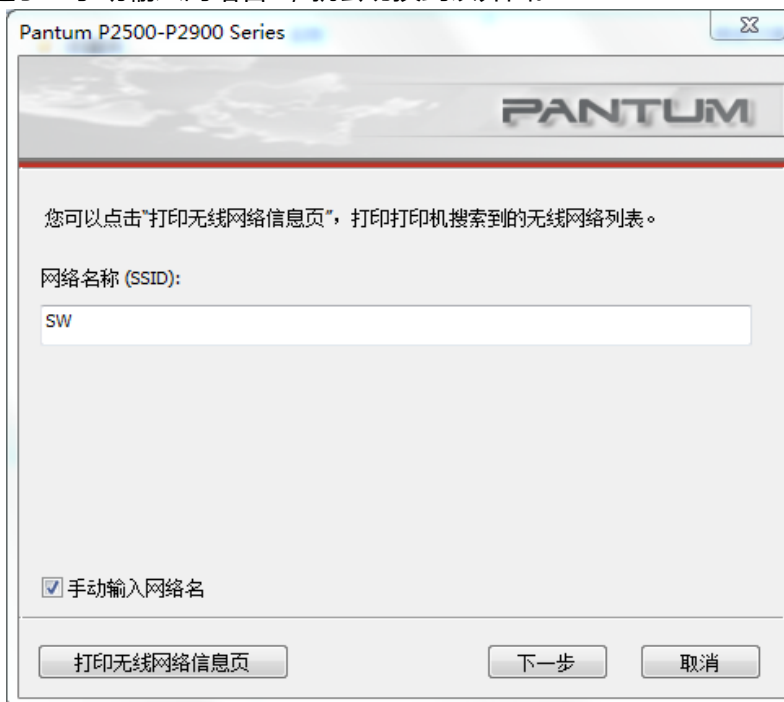 Pantum P2500-P2900 Series
PANTUM
您可以点击"打印无线网络信息页"，打印打印机搜索到的无线网络列表。
网络名称 (SSID):
SW
手动输入网络名
打印无线网络信息页
下一步
取消